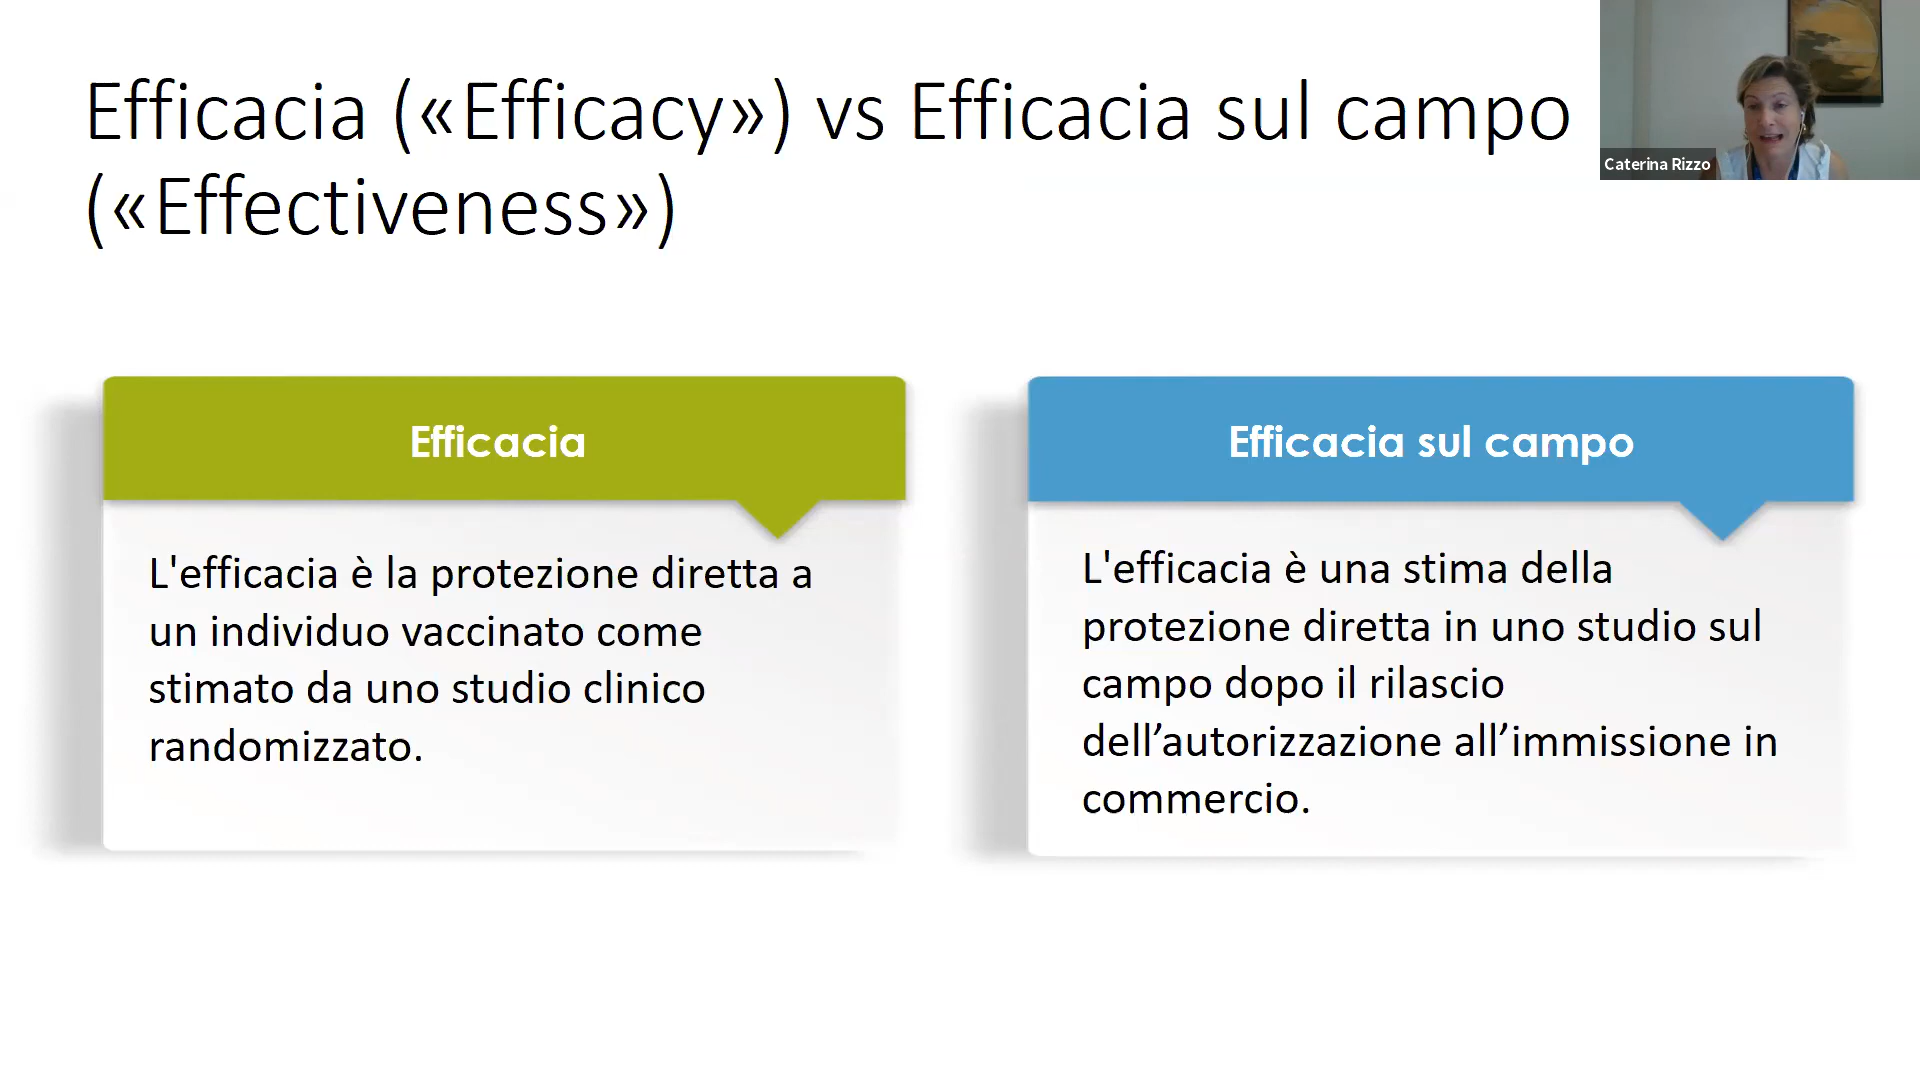 Efficacia («Efficacy») vs Efficacia sul campo
(«Effectiveness»)
Caterina Rizzo
Efficacia
L'efficacia è la protezione diretta a
un individuo vaccinato come
stimato da uno studio clinico
randomizzato.
Efficacia sul campo
L'efficacia è una stima della
protezione diretta in uno studio sul
campo dopo il rilascio
dell’autorizzazione all’immissione in
commercio.